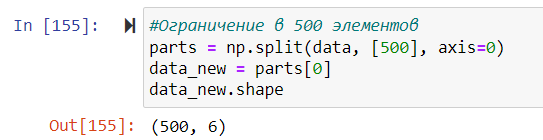 In [155]:
#Ограничение в 500 элементов
parts = np.split(data, [500], axis=0)
data_new = parts[0]
data_new.shape
Out[155]: (500, 6)